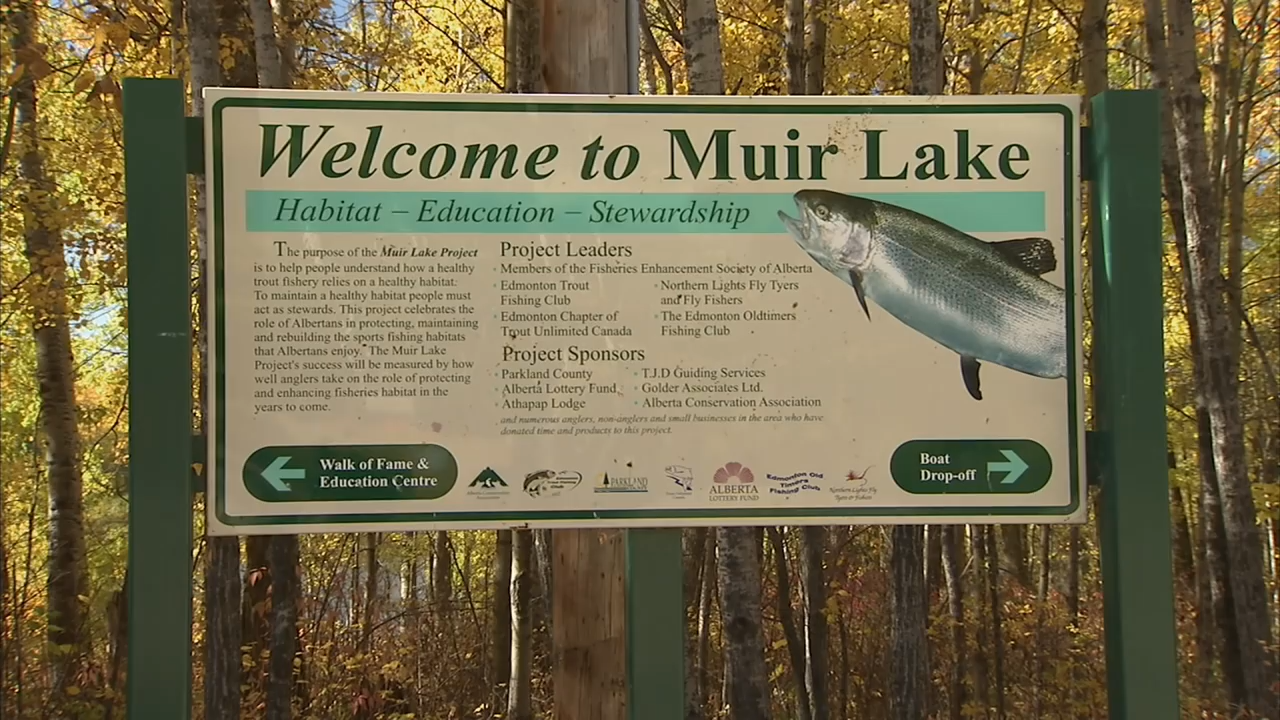 Welcome to Muir Lake
Habitat – Education – Stewardship
The purpose of the Muir Lake Project
is to help people understand how a healthy
trout fishery relies on a healthy habitat.
To maintain a healthy habitat people must
act as stewards. This project celebrates the
role of Albertans in protecting, maintaining
and rebuilding the sports fishing habitats
that Albertans enjoy. The Muir Lake
Project's success will be measured by how
well anglers take on the role of protecting
and enhancing fisheries habitat in the
years to come.
Project Leaders
Members of the Fisheries Enhancement Society of Alberta
Edmonton Trout
Fishing Club
Edmonton Chapter of
Trout Unlimited Canada
Northern Lights Fly Tyers
and Fly Fishers
The Edmonton Oldtimers
Fishing Club
Project Sponsors
Parkland County
Alberta Lottery Fund
Athapap Lodge
T.J.D Guiding Services
Golder Associates Ltd.
Alberta Conservation Association
and numerous anglers, non-anglers and small businesses in the area who have
donated time and products to this project.
Walk of Fame &
Education Centre
PARKLAND
ALBERTA
LOTTERY FUND
Edmonton Old
Timers
Fishing Club
Northern Lights Fly
Tyers & Fishers
Boat
Drop-off